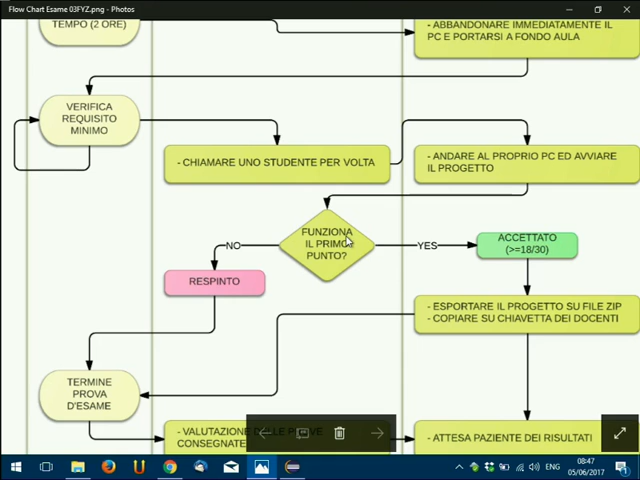 Flow Chart Esame 03FYZ.png - Photos
TEMPO (2 ORE)
- ABBANDONARE IMMEDIATAMENTE IL
PC E PORTARSI A FONDO AULA
VERIFICA
REQUISITO
MINIMO
- CHIAMARE UNO STUDENTE PER VOLTA
- ANDARE AL PROPRIO PC ED AVVIARE
IL PROGETTO
FUNZIONA
IL PRIMO
PUNTO?
NO
YES
ACCETTATO
(>=18/30)
RESPINTO
- ESPORTARE IL PROGETTO SU FILE ZIP
- COPIARE SU CHIAVETTA DEI DOCENTI
TERMINE
PROVA
D'ESAME
- VALUTAZIONE DELLE PROVE
CONSEGNATE
- ATTESA PAZIENTE DEI RISULTATI
ENG
08:47
05/06/2017